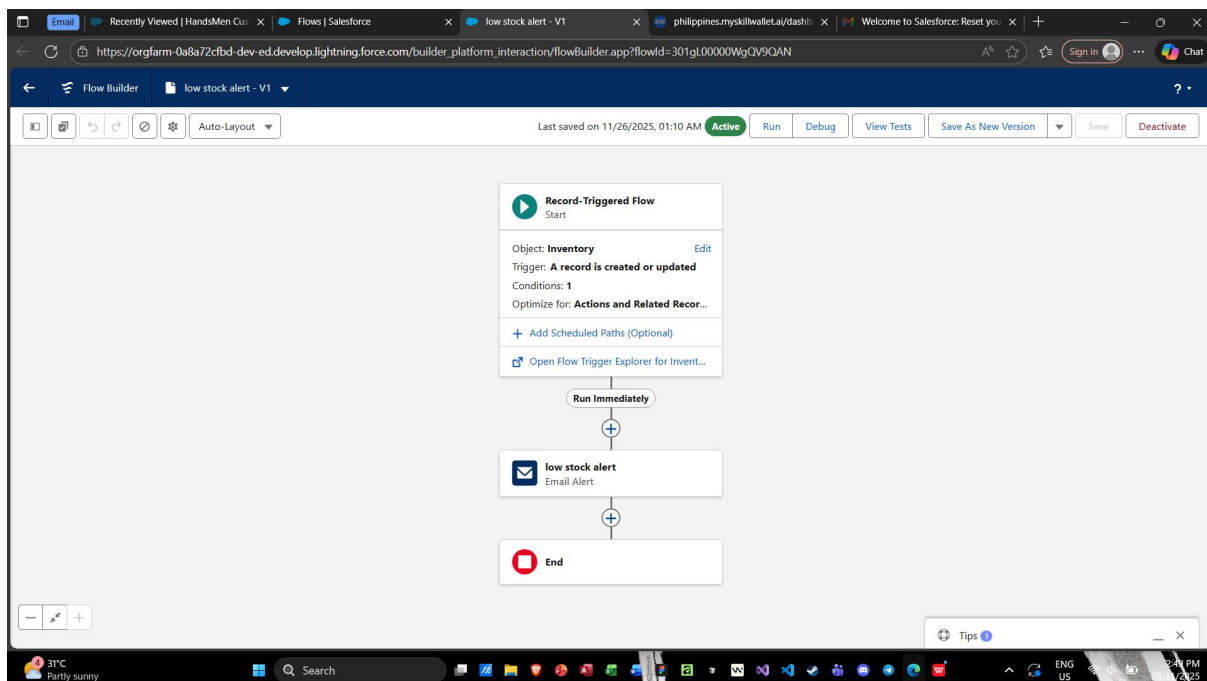 Email
Recently Viewed | HandsMen Cus
Flows | Salesforce
low stock alert - V1
philippines.myskillwallet.ai/dashb
Welcome to Salesforce: Reset you
https://orgfarm-0a8a72cfbd-dev-ed.develop.lightning.force.com/builder_platform_interaction/flowBuilder.app?flowId=301gL00000WgQV9QAN
Sign in
Chat
Flow Builder
low stock alert - V1
?
Auto-Layout
Last saved on 11/26/2025, 01:10 AM
Active
Run
Debug
View Tests
Save As New Version
Save
Deactivate
Record-Triggered Flow
Start
Object: Inventory
Edit
Trigger: A record is created or updated
Conditions: 1
Optimize for: Actions and Related Recor...
Add Scheduled Paths (Optional)
Open Flow Trigger Explorer for Invent...
Run Immediately
low stock alert
Email Alert
End
Tips 1
4
31°C
Partly sunny
Search
ENG
US
2:49 PM